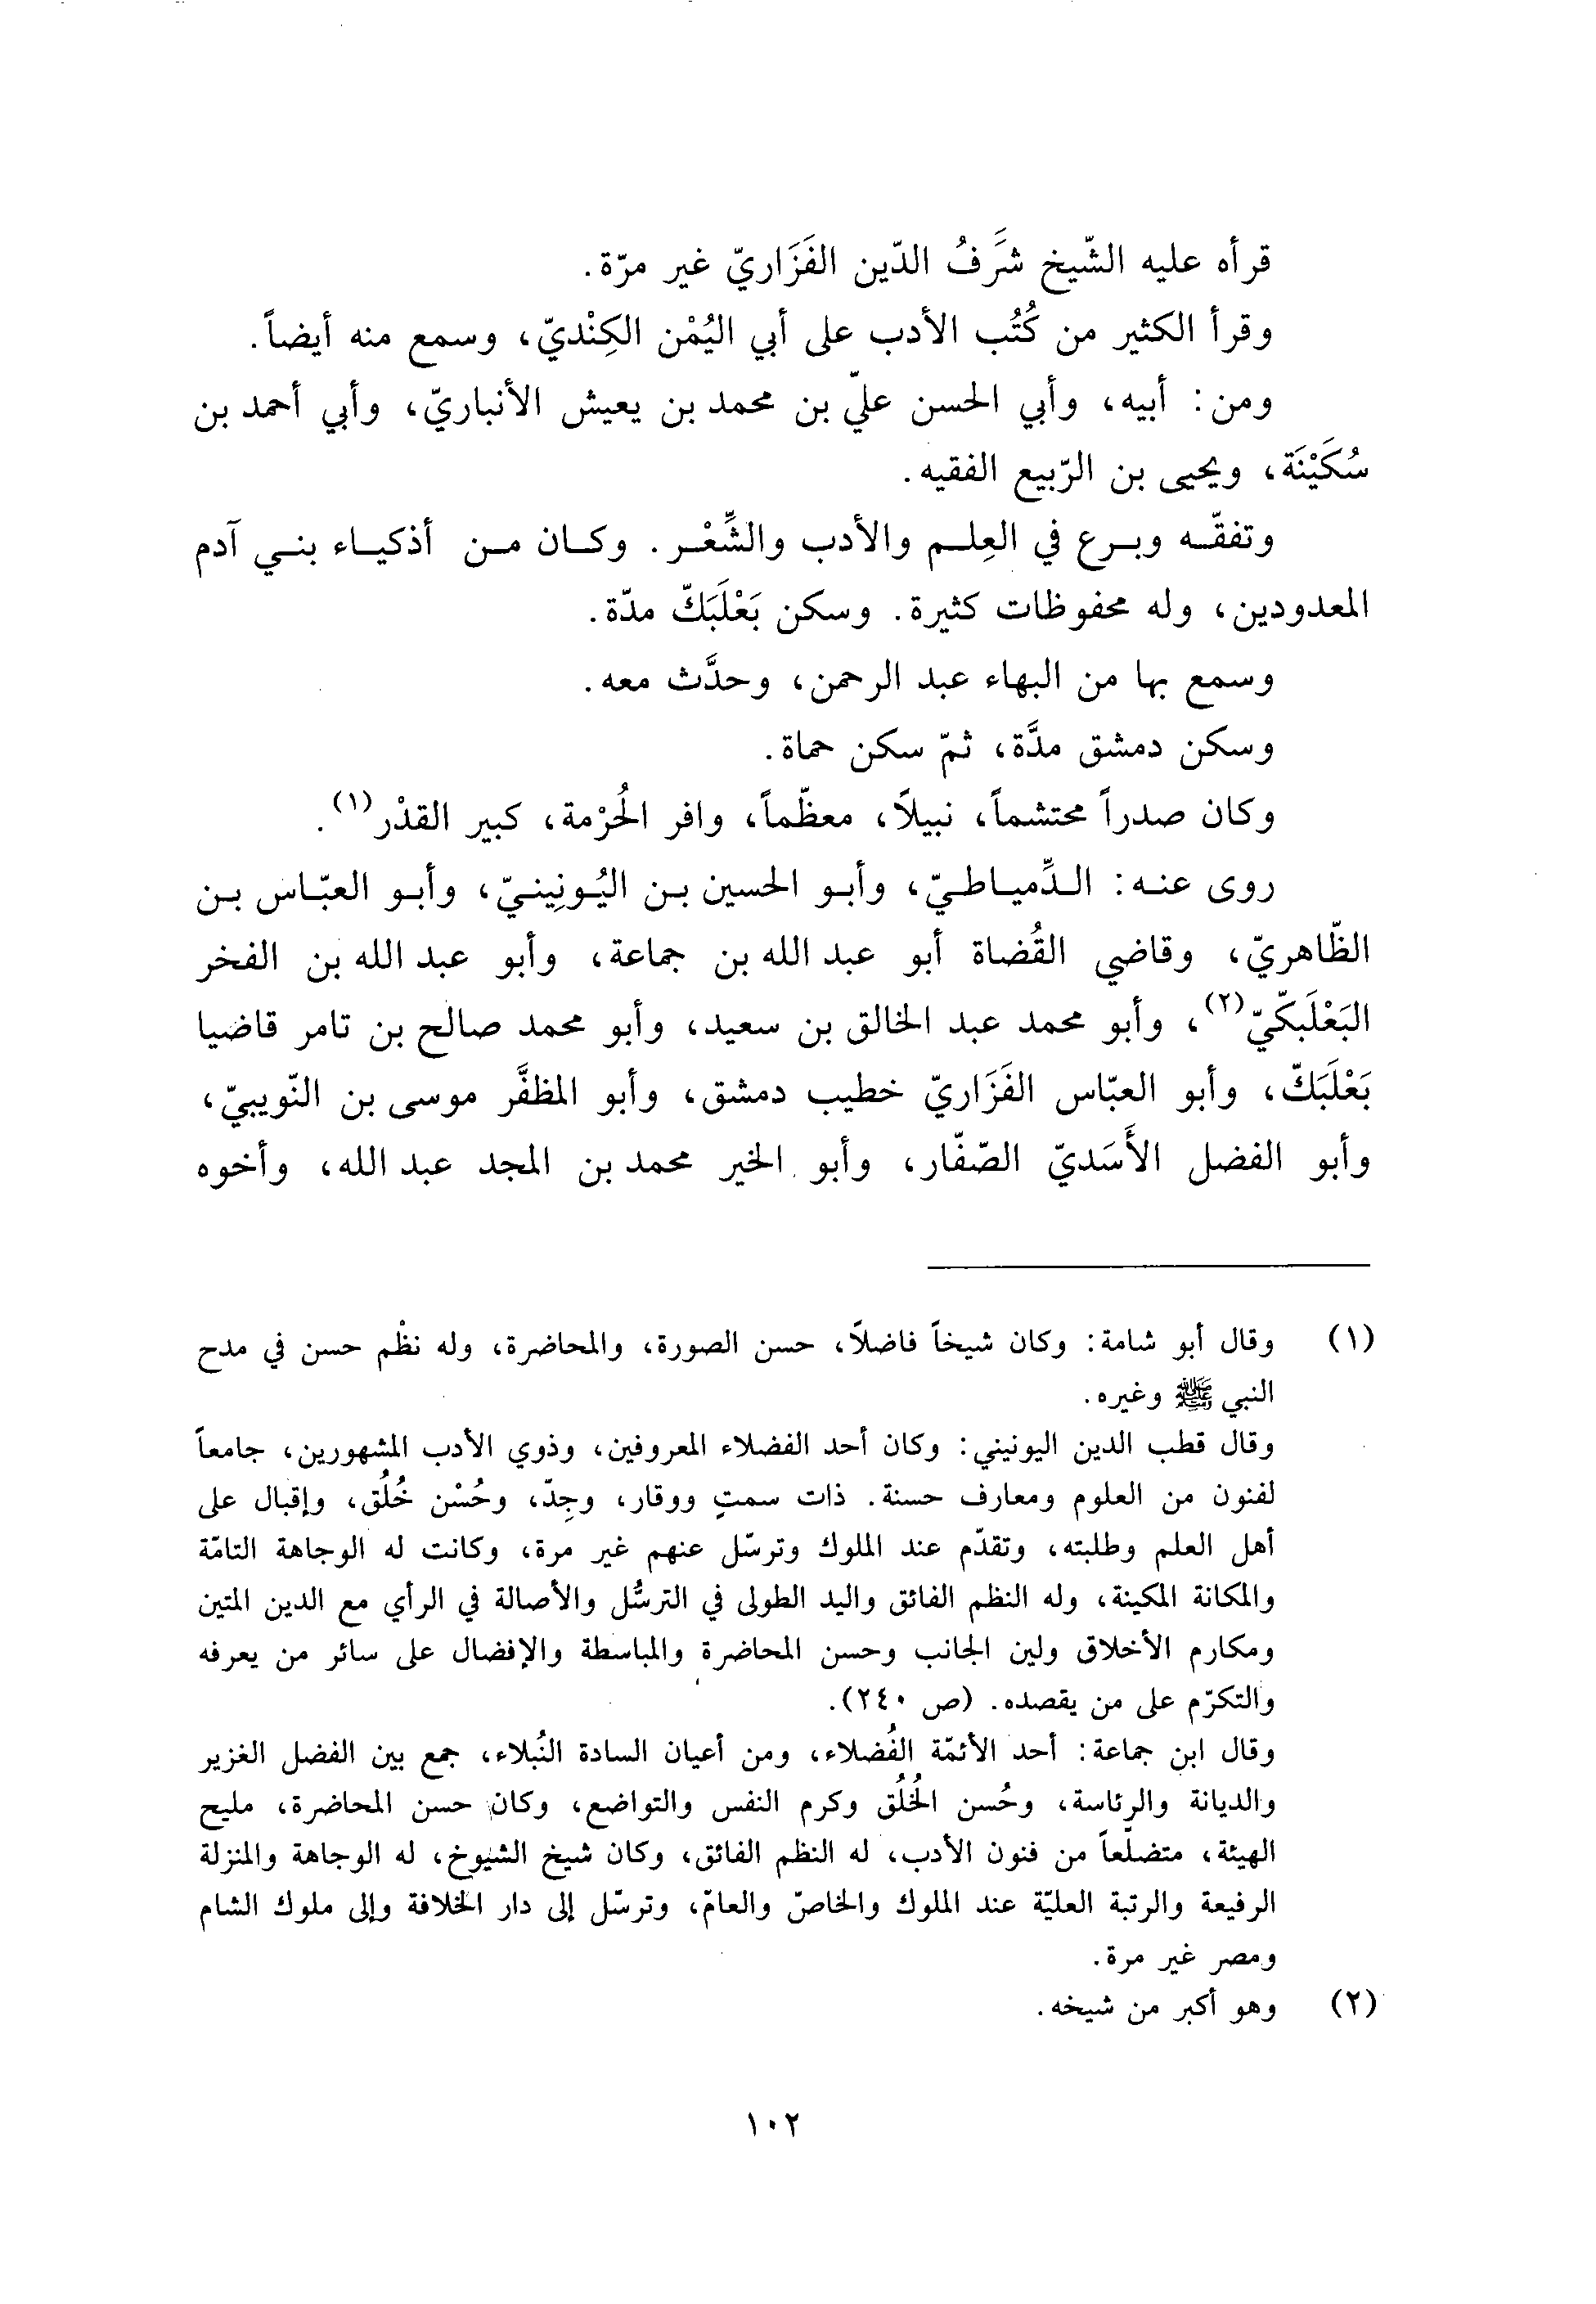 قرأه عليه الشّيخ شَرَفُ الدّين الفَزَاريّ غير مرّة.
وقرأ الكثير من كُتُب الأدب على أبي اليُمْن الكِنْديّ، وسمع منه أيضاً.
ومن: أبيه، وأبي الحسن عليّ بن محمد بن يعيش الأنباريّ، وأبي أحمد بن
سُكَيْنَة، ويحيى بن الرّبيع الفقيه.
وتفقّه وبرع في العِلم والأدب والشِّعْر. وكان من أذكياء بني آدم
المعدودين، وله محفوظات كثيرة. وسكن بَعْلَبَكّ مدّة.
وسمع بها من البهاء عبد الرحمن، وحدَّث معه.
وسكن دمشق مدَّة، ثمّ سكن حماة.
وكان صدراً محتشماً، نبيلاً، معظّماً، وافر الحُرْمة، كبير القدْر(١).
روى عنه: الدِّمياطيّ، وأبو الحسين بن اليُونِينيّ، وأبو العبّاس بن
الظّاهريّ، وقاضي القُضاة أبو عبد الله بن جماعة، وأبو عبد الله بن الفخر
البَعْلَبكّيّ(٢)، وأبو محمد عبد الخالق بن سعيد، وأبو محمد صالح بن تامر قاضيا
بَعْلَبَكّ، وأبو العبّاس الفَزَاريّ خطيب دمشق، وأبو المظفَّر موسى بن النّويبيّ،
وأبو الفضل الأَسَديّ الصّفّار، وأبو الخير محمد بن المجد عبد الله، وأخوه
(١) وقال أبو شامة: وكان شيخاً فاضلاً، حسن الصورة، والمحاضرة، وله نظْم حسن في مدح
النبي ﷺ وغيره.
وقال قطب الدين اليونيني: وكان أحد الفضلاء المعروفين، وذوي الأدب المشهورين، جامعاً
لفنون من العلوم ومعارف حسنة. ذات سمتٍ ووقار، وجِدّ، وحُسْن خُلُق، وإقبال على
أهل العلم وطلبته، وتقدّم عند الملوك وترسّل عنهم غير مرة، وكانت له الوجاهة التامّة
والمكانة المكينة، وله النظم الفائق واليد الطولى في الترسُّل والأصالة في الرأي مع الدين المتين
ومكارم الأخلاق ولين الجانب وحسن المحاضرة والمباسطة والإفضال على سائر من يعرفه
والتكرّم على من يقصده. (ص ٢٤٠).
وقال ابن جماعة: أحد الأئمّة الفُضلاء، ومن أعيان السادة النُبلاء، جمع بين الفضل الغزير
والديانة والرئاسة، وحُسن الخُلُق وكرم النفس والتواضع، وكان حسن المحاضرة، مليح
الهيئة، متضلّعاً من فنون الأدب، له النظم الفائق، وكان شيخ الشيوخ، له الوجاهة والمنزلة
الرفيعة والرتبة العليّة عند الملوك والخاصّ والعامّ، وترسّل إلى دار الخلافة وإلى ملوك الشام
ومصر غير مرة.
(٢) وهو أكبر من شيخه.
١٠٢